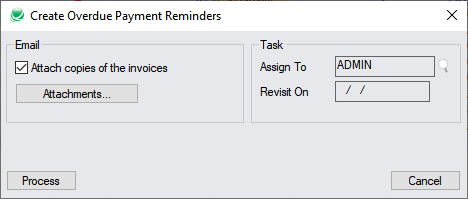 Create Overdue Payment Reminders
Email
Attach copies of the invoices
Attachments...
Task
Assign To ADMIN
Revisit On / /
Process Cancel